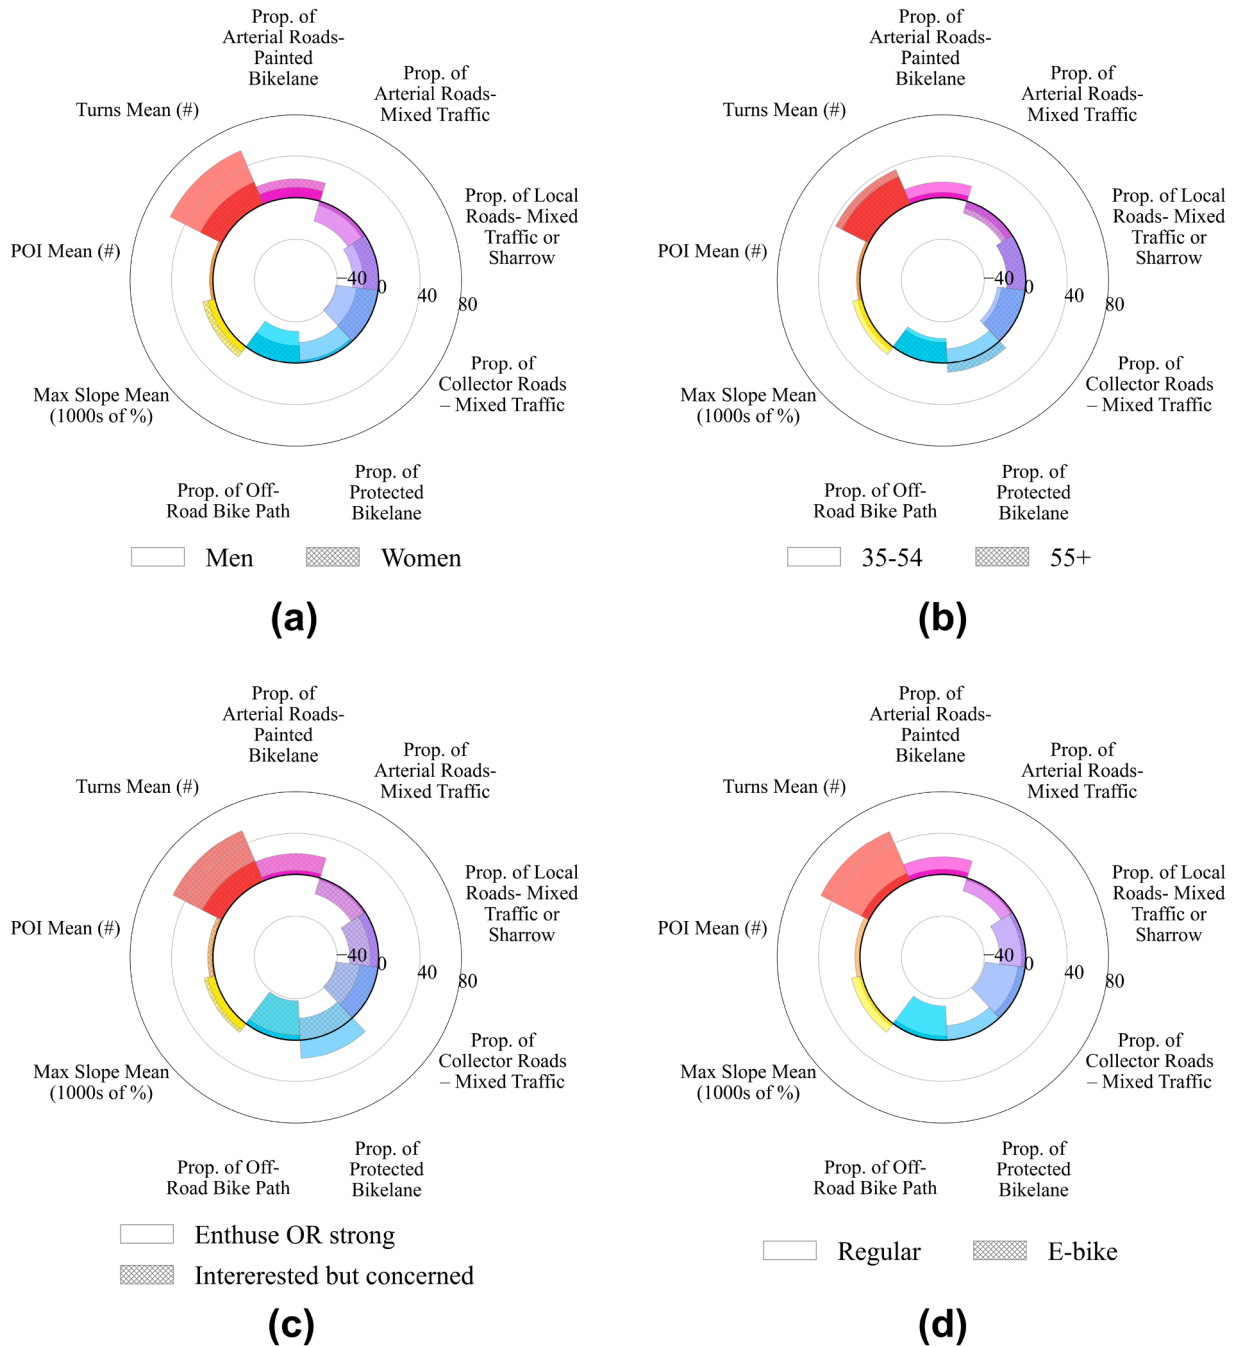 Prop. of
Arterial Roads-
Painted
Bikelane
Prop. of
Arterial Roads-
Mixed Traffic
Turns Mean (#)
Prop. of Local
Roads- Mixed
Traffic or
Sharrow
POI Mean (#)
−40
0
40
80
Prop. of
Collector Roads
– Mixed Traffic
Max Slope Mean
(1000s of %)
Prop. of
Protected
Bikelane
Prop. of Off-
Road Bike Path
Men
Women
(a)
Prop. of
Arterial Roads-
Painted
Bikelane
Prop. of
Arterial Roads-
Mixed Traffic
Turns Mean (#)
Prop. of Local
Roads- Mixed
Traffic or
Sharrow
POI Mean (#)
−40
0
40
80
Prop. of
Collector Roads
– Mixed Traffic
Max Slope Mean
(1000s of %)
Prop. of
Protected
Bikelane
Prop. of Off-
Road Bike Path
35-54
55+
(b)
Prop. of
Arterial Roads-
Painted
Bikelane
Prop. of
Arterial Roads-
Mixed Traffic
Turns Mean (#)
Prop. of Local
Roads- Mixed
Traffic or
Sharrow
POI Mean (#)
−40
0
40
80
Prop. of
Collector Roads
– Mixed Traffic
Max Slope Mean
(1000s of %)
Prop. of
Protected
Bikelane
Prop. of Off-
Road Bike Path
Enthuse OR strong
Intererested but concerned
(c)
Prop. of
Arterial Roads-
Painted
Bikelane
Prop. of
Arterial Roads-
Mixed Traffic
Turns Mean (#)
Prop. of Local
Roads- Mixed
Traffic or
Sharrow
POI Mean (#)
−40
0
40
80
Prop. of
Collector Roads
– Mixed Traffic
Max Slope Mean
(1000s of %)
Prop. of
Protected
Bikelane
Prop. of Off-
Road Bike Path
Regular
E-bike
(d)